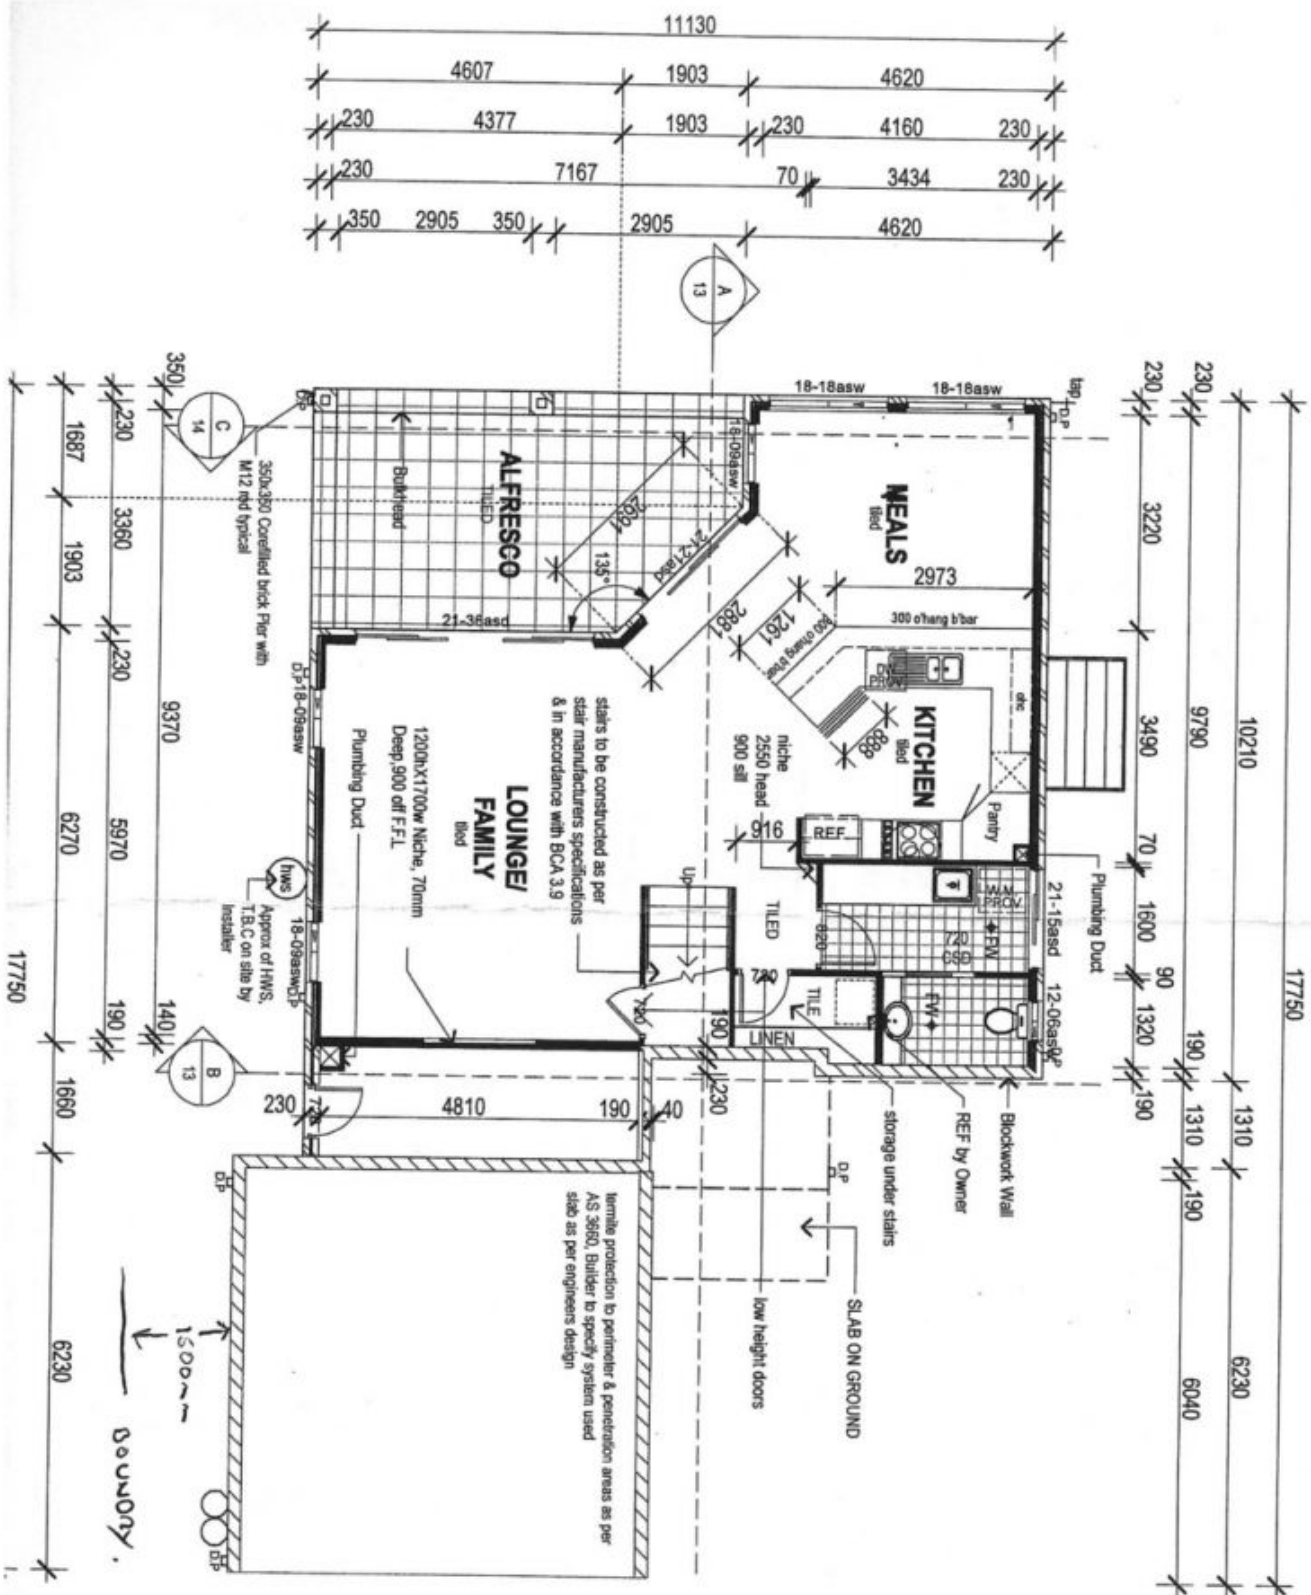 11130
4607 1903 4620
230 4377 1903 230 4160 230
230 7167 70 3434 230
350 2905 350 2905 4620
A
13
17750
10210 1310 6230
230 9790 190 1310 190 6040
230 3220 3490 70 1600 90 1320 190
tap
D.P
18-18asw
18-18asw
18-09asw
MEALS
tiled
2973
300 o'hang b'bar
ALFRESCO
TILED
Bulkhead
2691
21-21asd
135°
21-36asd
2881
1261
300 o'hang b'bar
888
DW
PROV.
ohc
KITCHEN
tiled
Pantry
REF.
916
niche
2550 head
900 sill
Plumbing Duct
21-15asd
W.M.
PROV.
FW
720
CSD
820
TILED
Up
stairs to be constructed as per
stair manufacturers specifications
& in accordance with BCA 3.9
LOUNGE/
FAMILY
tiled
1200hX1700w Niche, 70mm
Deep,900 off F.F.L
Plumbing Duct
D.P
18-09asw
18-09asw
D.P
hws
Approx of HWS,
T.B.C on site by
Installer
720
720
190
230
TILE
LINEN
FW
12-06asw
D.P
Blockwork Wall
REF by Owner
storage under stairs
low height doors
SLAB ON GROUND
D.P
230 720 4810 190 40
termite protection to perimeter & penetration areas as per
AS 3660, Builder to specify system used
slab as per engineers design
D.P
D.P
350x350 Corefilled brick Pier with
M12 rod typical
D.P
C
14
B
13
350 9370 140
230 3360 230 5970 190
1687 1903 6270 1660 6230
17750
1500mm
BOUNDRY.